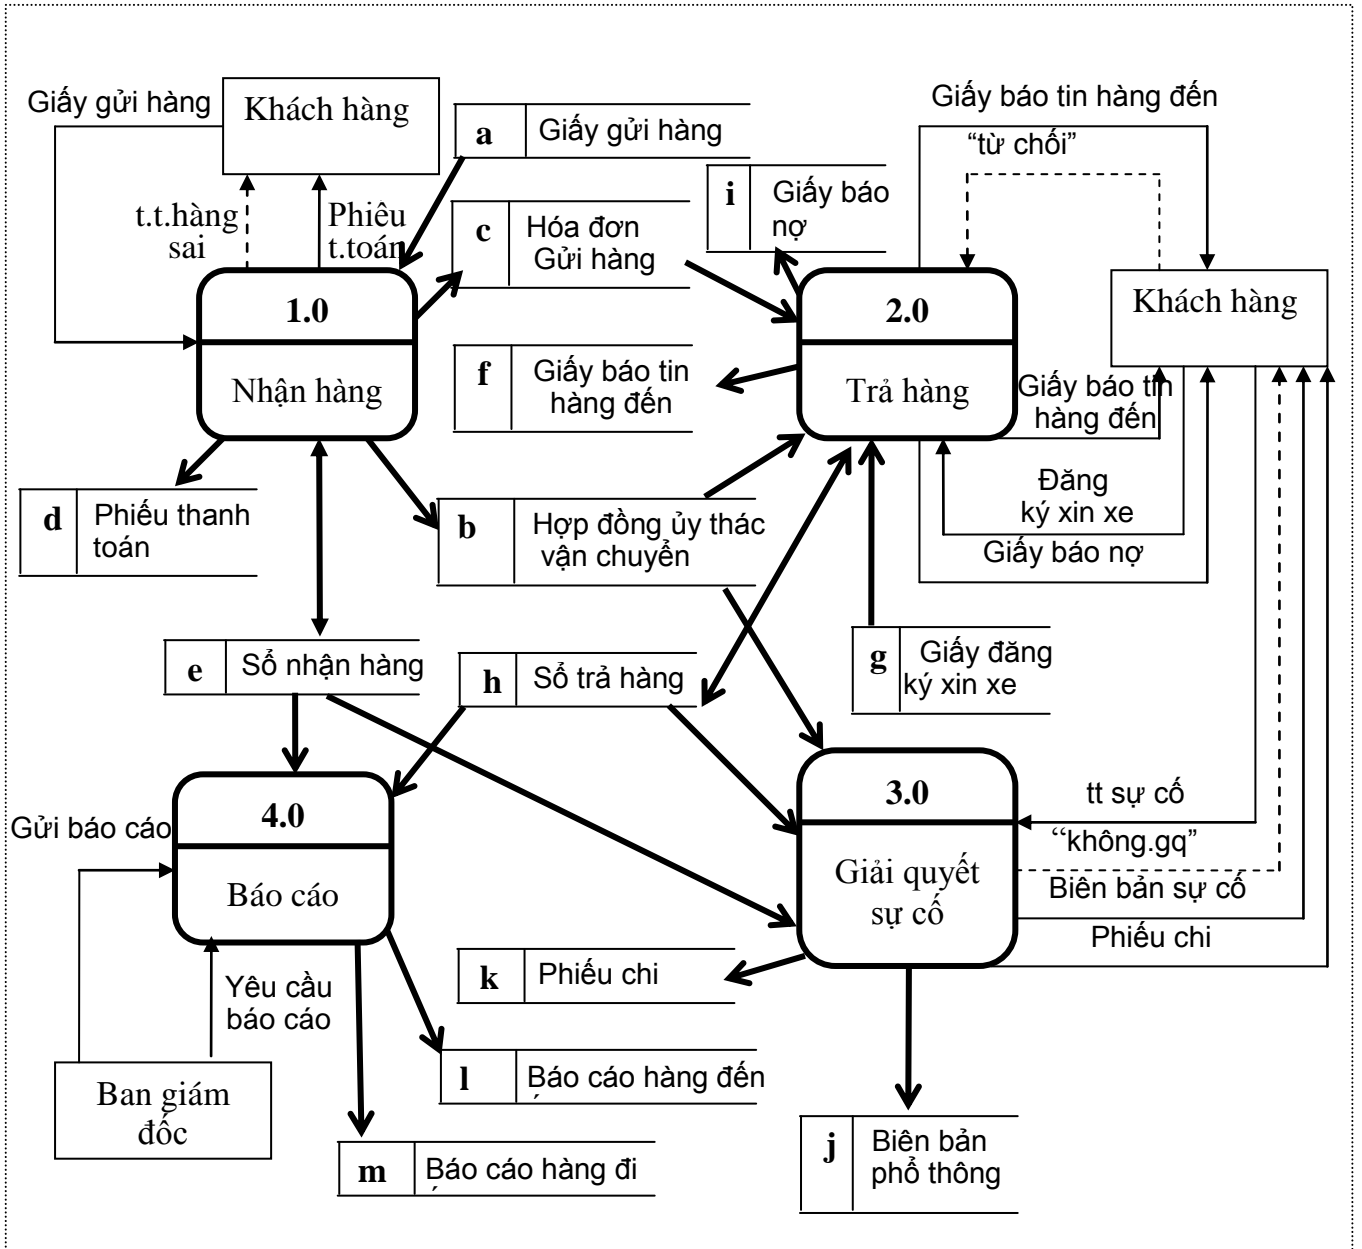 Giấy gửi hàng
Khách hàng
a
Giấy gửi hàng
Giấy báo tin hàng đến
“từ chối”
i
Giấy báo
nợ
t.t.hàng
sai
Phiêu
t.toán
c
Hóa đơn
Gửi hàng
Khách hàng
1.0
Nhận hàng
2.0
Trả hàng
f
Giấy báo tin
hàng đến
Giấy báo tin
hàng đến
Đăng
ký xin xe
Giấy báo nợ
d
Phiếu thanh
toán
b
Hợp đồng ủy thác
vận chuyển
e
Sổ nhận hàng
h
Sổ trả hàng
g
Giấy đăng
ký xin xe
4.0
Báo cáo
3.0
Giải quyết
sự cố
tt sự cố
“không.gq”
Biên bản sự cố
Phiếu chi
Gửi báo cáo
Yêu cầu
báo cáo
k
Phiếu chi
Ban giám
đốc
l
Báo cáo hàng đến
m
Báo cáo hàng đi
j
Biên bản
phổ thông